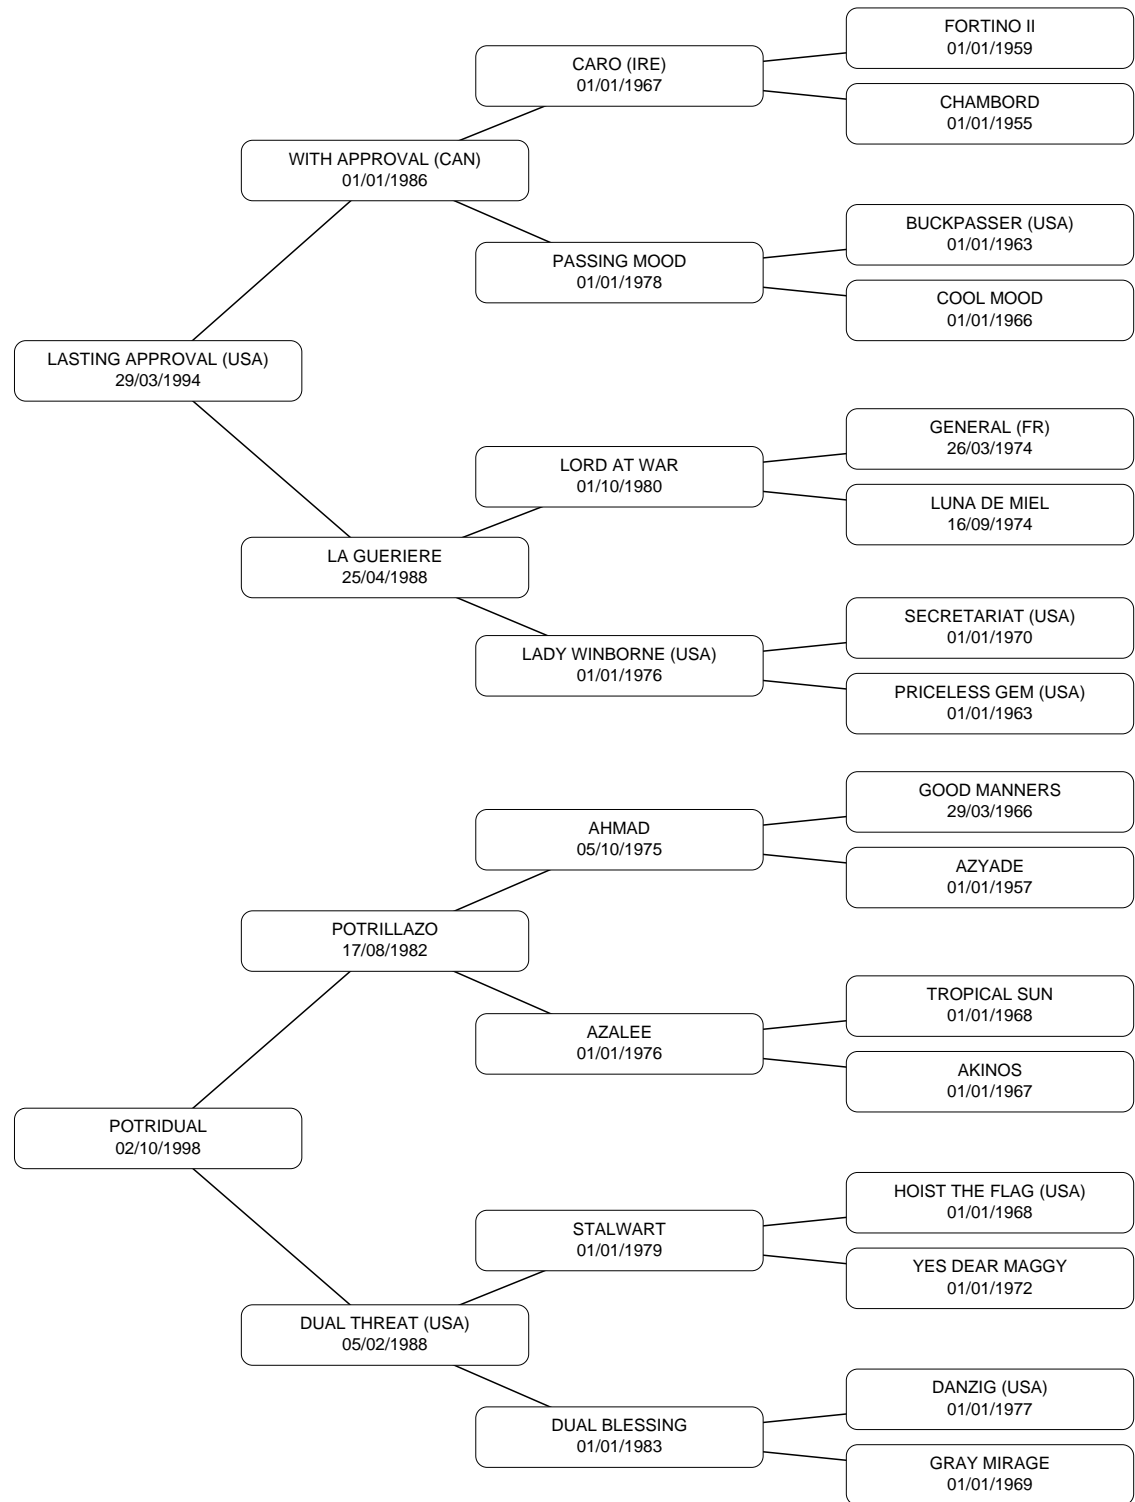 FORTINO II
01/01/1959
CARO (IRE)
01/01/1967
CHAMBORD
01/01/1955
WITH APPROVAL (CAN)
01/01/1986
BUCKPASSER (USA)
01/01/1963
PASSING MOOD
01/01/1978
COOL MOOD
01/01/1966
LASTING APPROVAL (USA)
29/03/1994
GENERAL (FR)
26/03/1974
LORD AT WAR
01/10/1980
LUNA DE MIEL
16/09/1974
LA GUERIERE
25/04/1988
SECRETARIAT (USA)
01/01/1970
LADY WINBORNE (USA)
01/01/1976
PRICELESS GEM (USA)
01/01/1963
GOOD MANNERS
29/03/1966
AHMAD
05/10/1975
AZYADE
01/01/1957
POTRILLAZO
17/08/1982
TROPICAL SUN
01/01/1968
AZALEE
01/01/1976
AKINOS
01/01/1967
POTRIDUAL
02/10/1998
HOIST THE FLAG (USA)
01/01/1968
STALWART
01/01/1979
YES DEAR MAGGY
01/01/1972
DUAL THREAT (USA)
05/02/1988
DANZIG (USA)
01/01/1977
DUAL BLESSING
01/01/1983
GRAY MIRAGE
01/01/1969